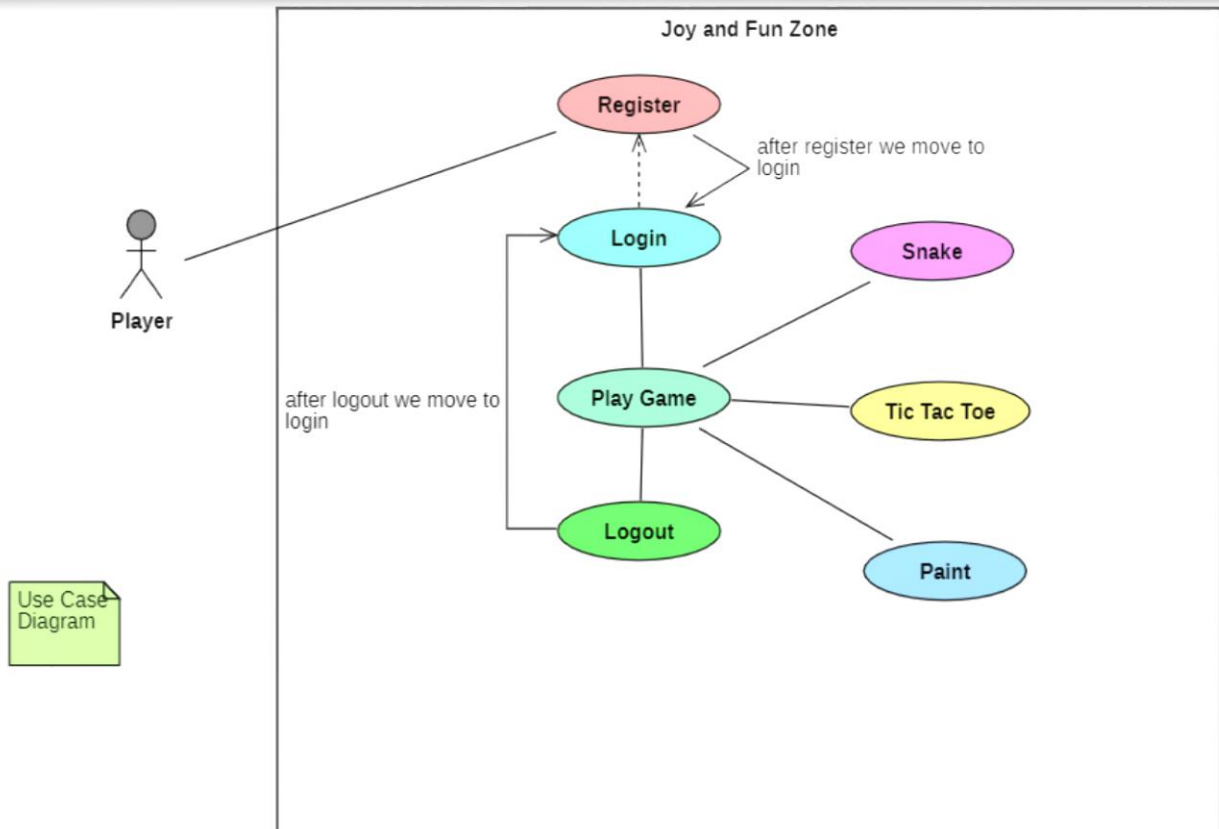 Joy and Fun Zone
Register
after register we move to
login
Login
Snake
Player
Play Game
after logout we move to
login
Tic Tac Toe
Logout
Paint
Use Case
Diagram